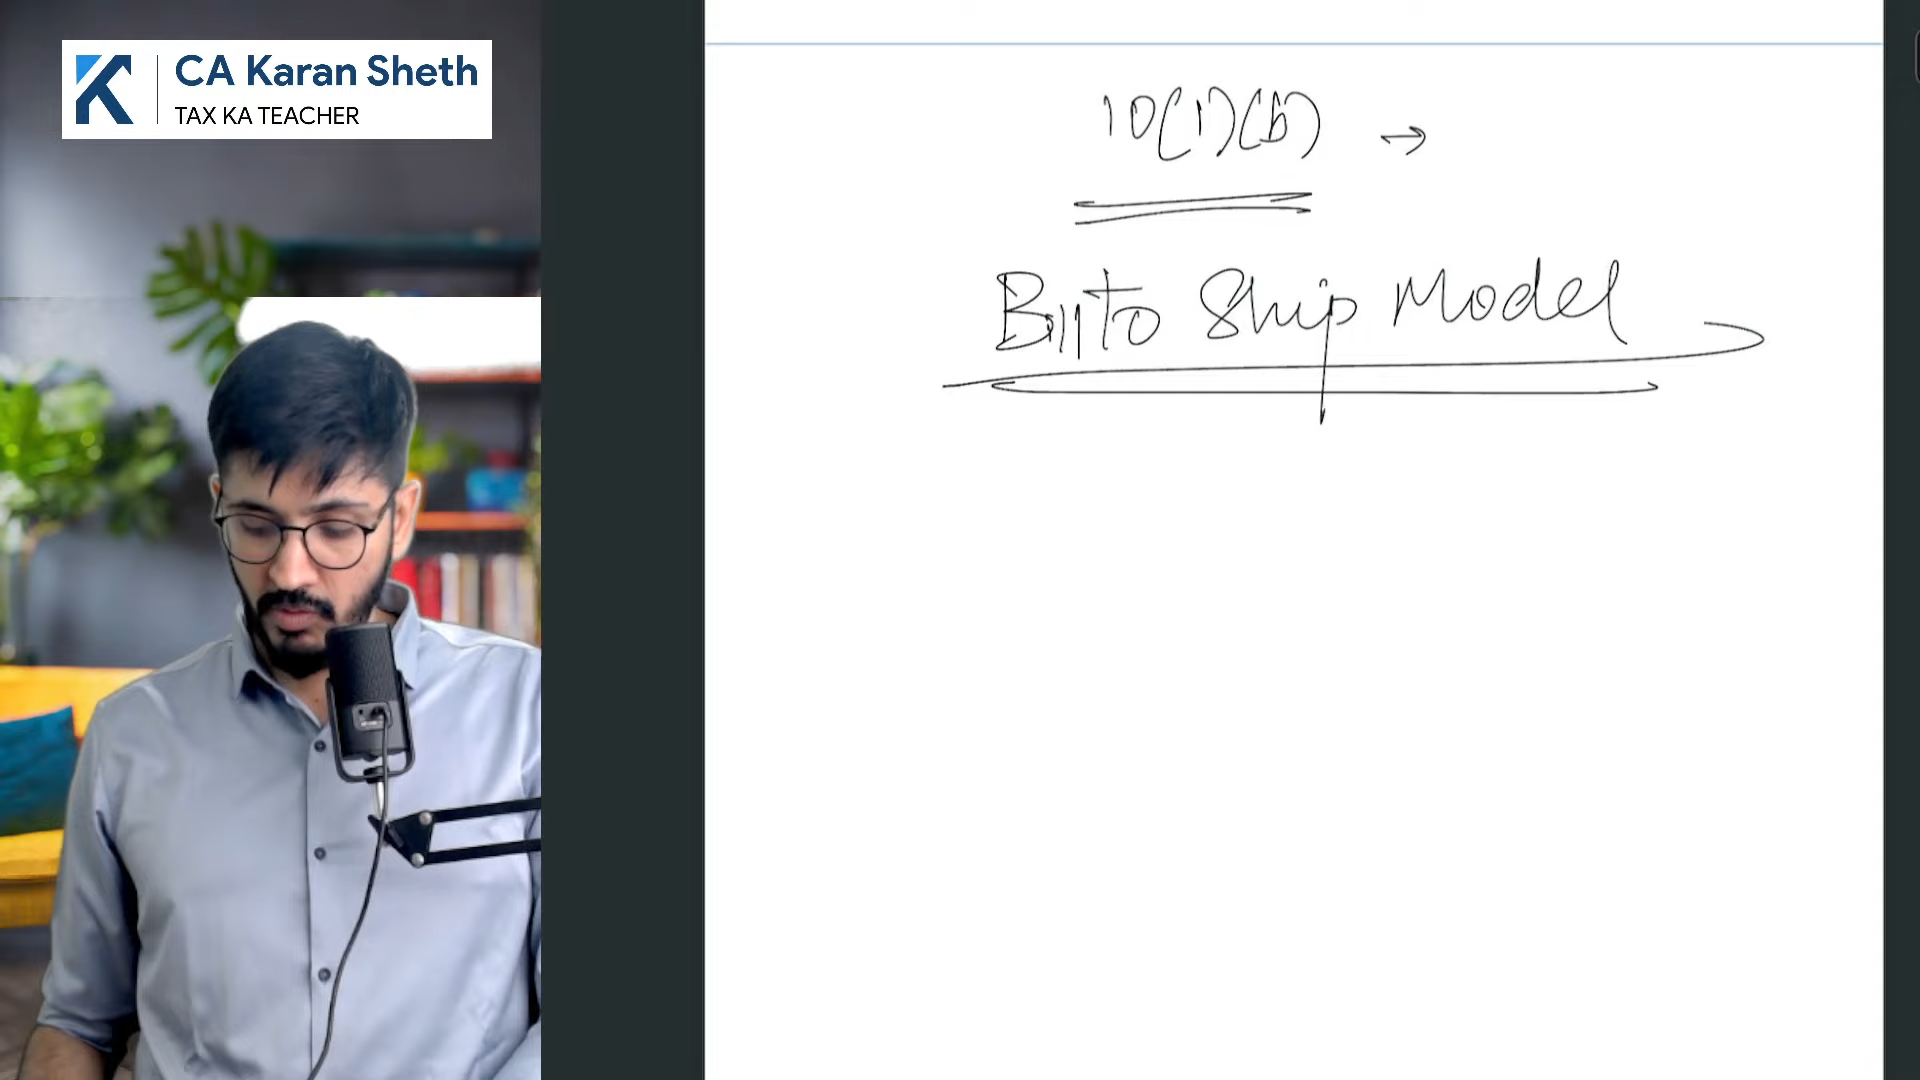 CA Karan Sheth
TAX KA TEACHER
10(1)(b) →
Bill to Ship Model